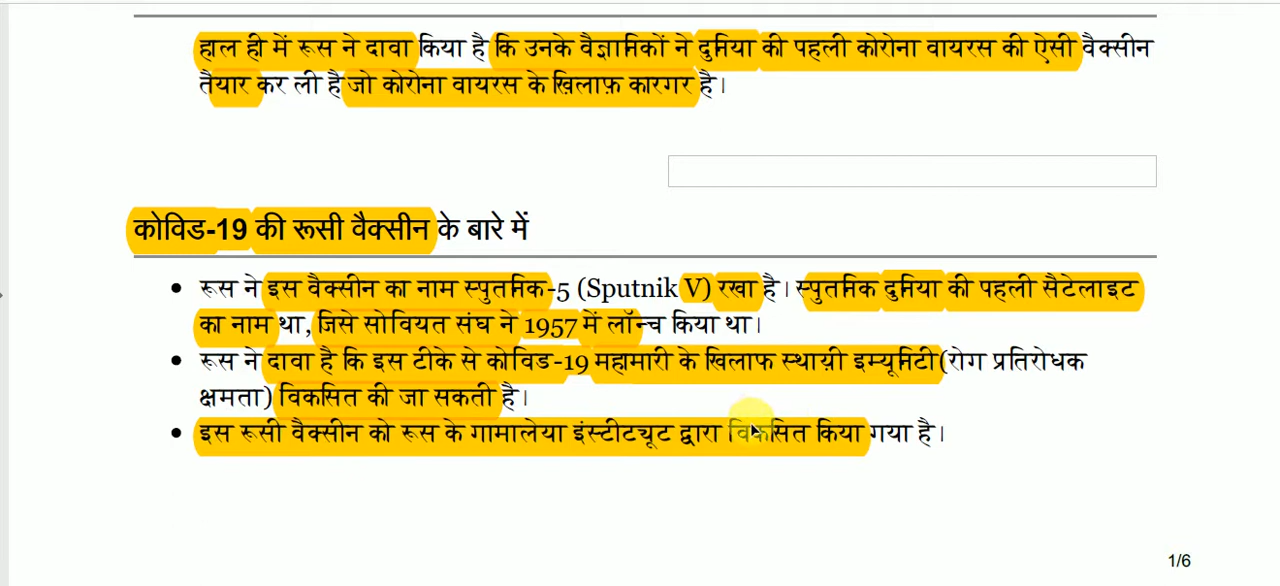 हाल ही में रूस ने दावा किया है कि उनके वैज्ञानिकों ने दुनिया की पहली कोरोना वायरस की ऐसी वैक्सीन
तैयार कर ली है जो कोरोना वायरस के खिलाफ़ कारगर है।
कोविड-19 की रूसी वैक्सीन के बारे में
• रूस ने इस वैक्सीन का नाम स्पुतनिक-5 (Sputnik V) रखा है। स्पुतनिक दुनिया की पहली सैटेलाइट
का नाम था, जिसे सोवियत संघ ने 1957 में लॉन्च किया था।
• रूस ने दावा है कि इस टीके से कोविड-19 महामारी के खिलाफ स्थायी इम्यूनिटी(रोग प्रतिरोधक
क्षमता) विकसित की जा सकती है।
• इस रूसी वैक्सीन को रूस के गामालेया इंस्टीटच्यूट द्वारा विकसित किया गया है।
1/6